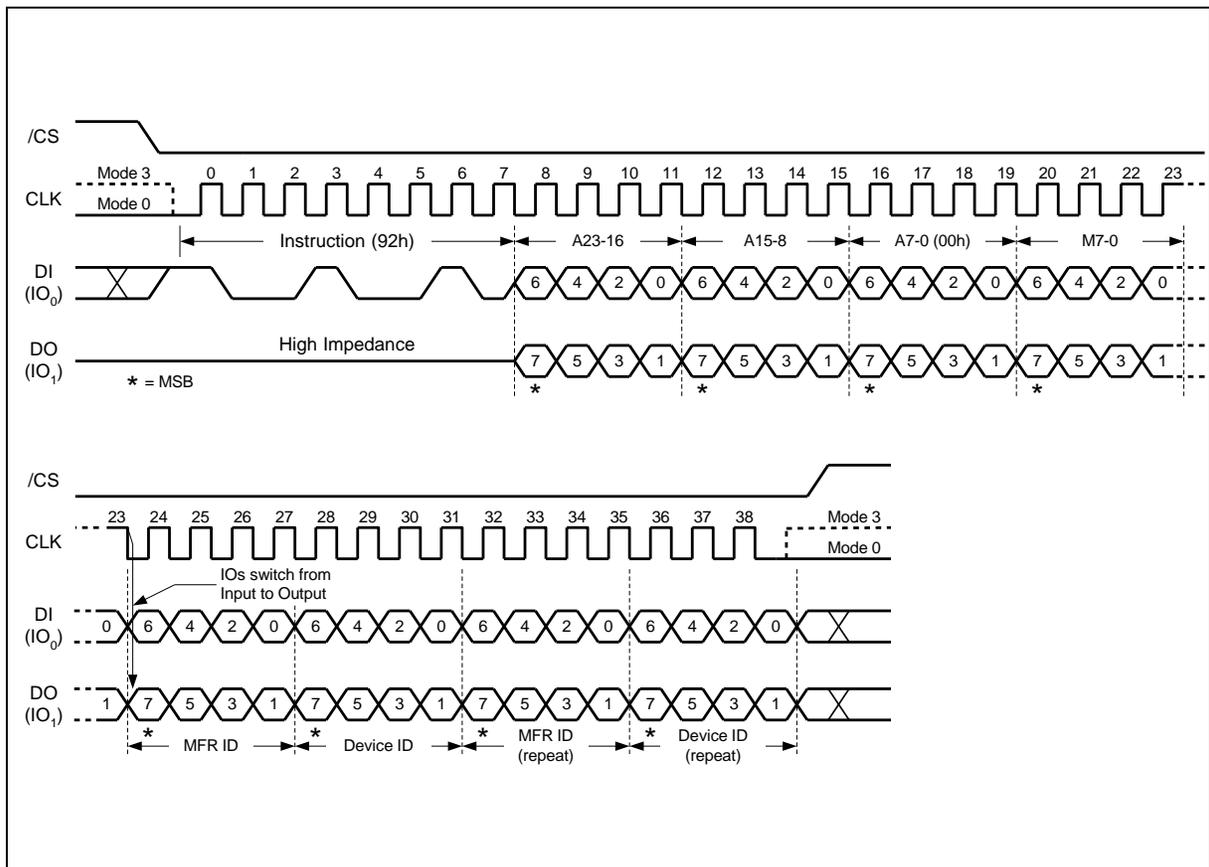 /CS
Mode 3 0 1 2 3 4 5 6 7 8 9 10 11 12 13 14 15 16 17 18 19 20 21 22 23
CLK
Mode 0
Instruction (92h) A23-16 A15-8 A7-0 (00h) M7-0
DI
(IO0)
6 4 2 0 6 4 2 0 6 4 2 0 6 4 2 0
High Impedance
DO
(IO1)
7 5 3 1 7 5 3 1 7 5 3 1 7 5 3 1
* = MSB * * * *
/CS
23 24 25 26 27 28 29 30 31 32 33 34 35 36 37 38 Mode 3
CLK
Mode 0
IOs switch from
Input to Output
DI
(IO0)
0 6 4 2 0 6 4 2 0 6 4 2 0 6 4 2 0
DO
(IO1)
1 7 5 3 1 7 5 3 1 7 5 3 1 7 5 3 1
* * * *
MFR ID Device ID MFR ID
(repeat) Device ID
(repeat)